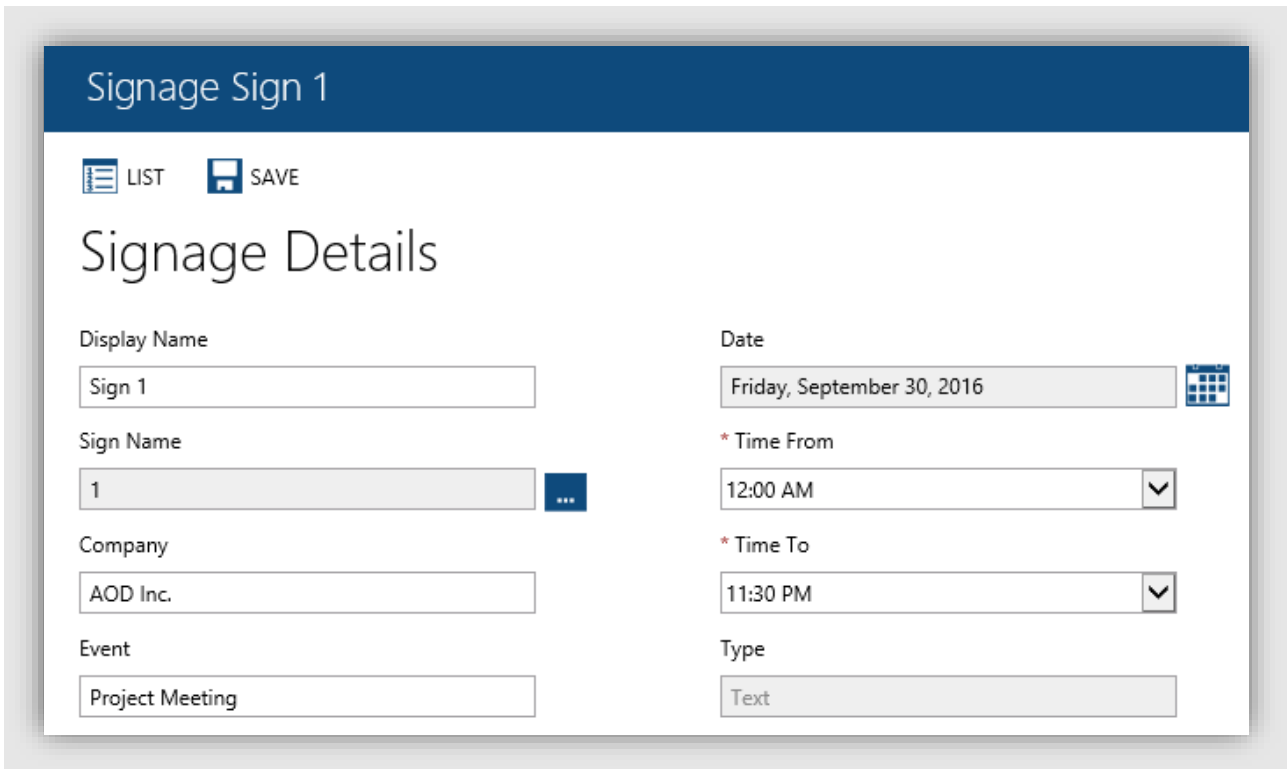 Signage Sign 1
LIST SAVE
Signage Details
Display Name
Sign 1
Sign Name
1
...
Company
AOD Inc.
Event
Project Meeting
Date
Friday, September 30, 2016
* Time From
12:00 AM
* Time To
11:30 PM
Type
Text